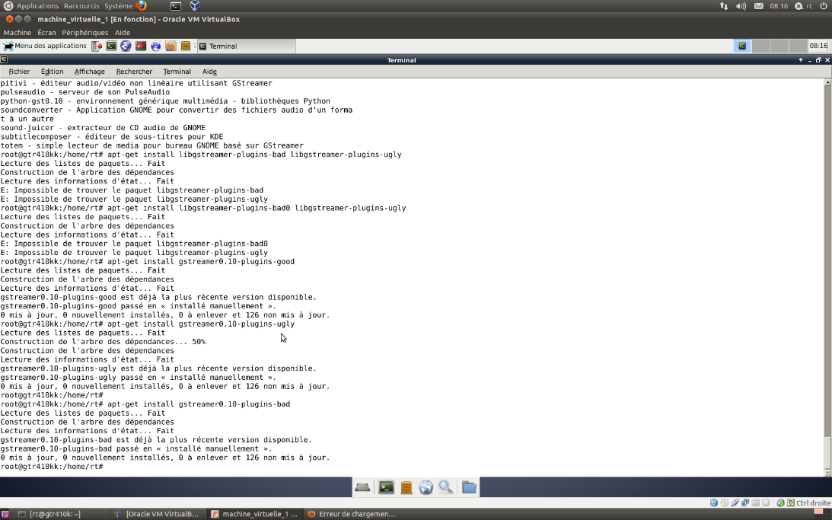 Applications Raccourcis Système 08:16 rt
machine_virtuelle_1 [En fonction] - Oracle VM VirtualBox
Machine Écran Périphériques Aide
Menu des applications Terminal 08:16
Terminal
Fichier Édition Affichage Rechercher Terminal Aide
pitivi - éditeur audio/vidéo non linéaire utilisant GStreamer
pulseaudio - serveur de son PulseAudio
python-gst0.10 - environnement générique multimédia - bibliothèques Python
soundconverter - Application GNOME pour convertir des fichiers audio d'un forma
t à un autre
sound-juicer - extracteur de CD audio de GNOME
subtitlecomposer - éditeur de sous-titres pour KDE
totem - simple lecteur de media pour bureau GNOME basé sur GStreamer
root@gtr410kk:/home/rt# apt-get install libgstreamer-plugins-bad libgstreamer-plugins-ugly
Lecture des listes de paquets... Fait
Construction de l'arbre des dépendances
Lecture des informations d'état... Fait
E: Impossible de trouver le paquet libgstreamer-plugins-bad
E: Impossible de trouver le paquet libgstreamer-plugins-ugly
root@gtr410kk:/home/rt# apt-get install libgstreamer-plugins-bad0 libgstreamer-plugins-ugly
Lecture des listes de paquets... Fait
Construction de l'arbre des dépendances
Lecture des informations d'état... Fait
E: Impossible de trouver le paquet libgstreamer-plugins-bad0
E: Impossible de trouver le paquet libgstreamer-plugins-ugly
root@gtr410kk:/home/rt# apt-get install gstreamer0.10-plugins-good
Lecture des listes de paquets... Fait
Construction de l'arbre des dépendances
Lecture des informations d'état... Fait
gstreamer0.10-plugins-good est déjà la plus récente version disponible.
gstreamer0.10-plugins-good passé en « installé manuellement ».
0 mis à jour, 0 nouvellement installés, 0 à enlever et 126 non mis à jour.
root@gtr410kk:/home/rt# apt-get install gstreamer0.10-plugins-ugly
Lecture des listes de paquets... Fait
Construction de l'arbre des dépendances... 50%
Construction de l'arbre des dépendances
Lecture des informations d'état... Fait
gstreamer0.10-plugins-ugly est déjà la plus récente version disponible.
gstreamer0.10-plugins-ugly passé en « installé manuellement ».
0 mis à jour, 0 nouvellement installés, 0 à enlever et 126 non mis à jour.
root@gtr410kk:/home/rt#
root@gtr410kk:/home/rt# apt-get install gstreamer0.10-plugins-bad
Lecture des listes de paquets... Fait
Construction de l'arbre des dépendances
Lecture des informations d'état... Fait
gstreamer0.10-plugins-bad est déjà la plus récente version disponible.
gstreamer0.10-plugins-bad passé en « installé manuellement ».
0 mis à jour, 0 nouvellement installés, 0 à enlever et 126 non mis à jour.
root@gtr410kk:/home/rt#
Ctrl droite
[rt@gtr410k: ~] [Oracle VM VirtualB... machine_virtuelle_1 ... Erreur de chargemen...